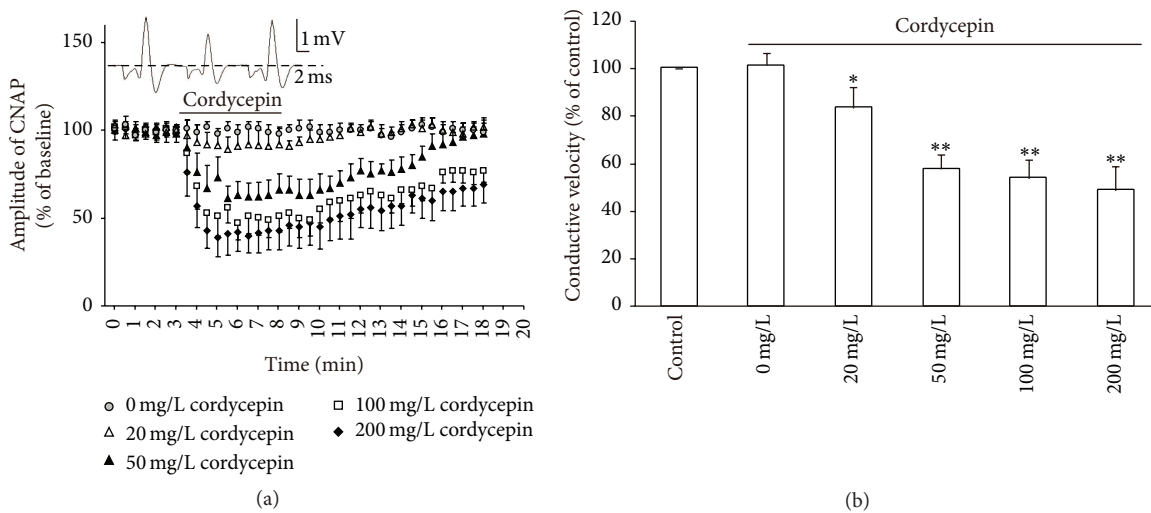 150
100
50
0
Amplitude of CNAP
(% of baseline)
1 mV
2 ms
Cordycepin
0 1 2 3 4 5 6 7 8 9 10 11 12 13 14 15 16 17 18 19 20
Time (min)
0 mg/L cordycepin
20 mg/L cordycepin
50 mg/L cordycepin
100 mg/L cordycepin
200 mg/L cordycepin
(a)
120
100
80
60
40
20
0
Conductive velocity (% of control)
Cordycepin
*
**
**
**
Control
0 mg/L
20 mg/L
50 mg/L
100 mg/L
200 mg/L
(b)